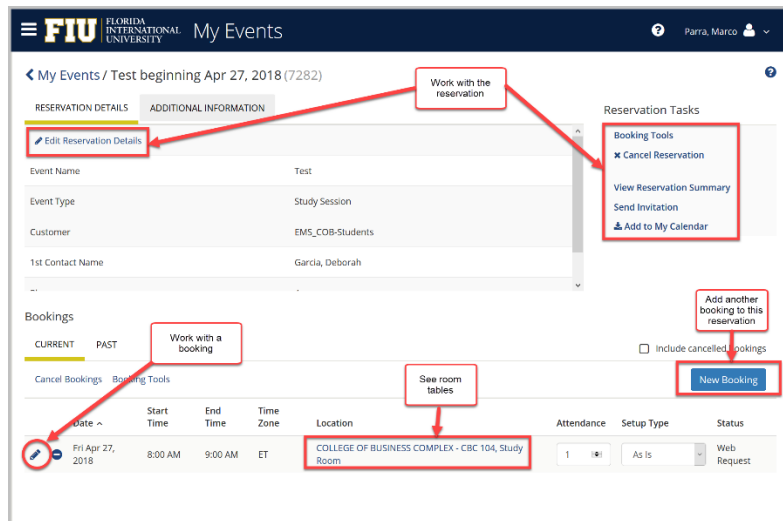 FIU FLORIDA INTERNATIONAL UNIVERSITY My Events Parra, Marco
My Events / Test beginning Apr 27, 2018 (7282)
Work with the reservation
RESERVATION DETAILS ADDITIONAL INFORMATION
Reservation Tasks
Edit Reservation Details
Booking Tools
Cancel Reservation
View Reservation Summary
Send Invitation
Add to My Calendar
Event Name Test
Event Type Study Session
Customer EMS_COB-Students
1st Contact Name Garcia, Deborah
Bookings
Add another booking to this reservation
CURRENT PAST
Work with a booking
Include cancelled bookings
Cancel Bookings Booking Tools
See room tables
New Booking
Date Start Time End Time Time Zone Location Attendance Setup Type Status
Fri Apr 27, 2018 8:00 AM 9:00 AM ET COLLEGE OF BUSINESS COMPLEX - CBC 104, Study Room 1 As Is Web Request